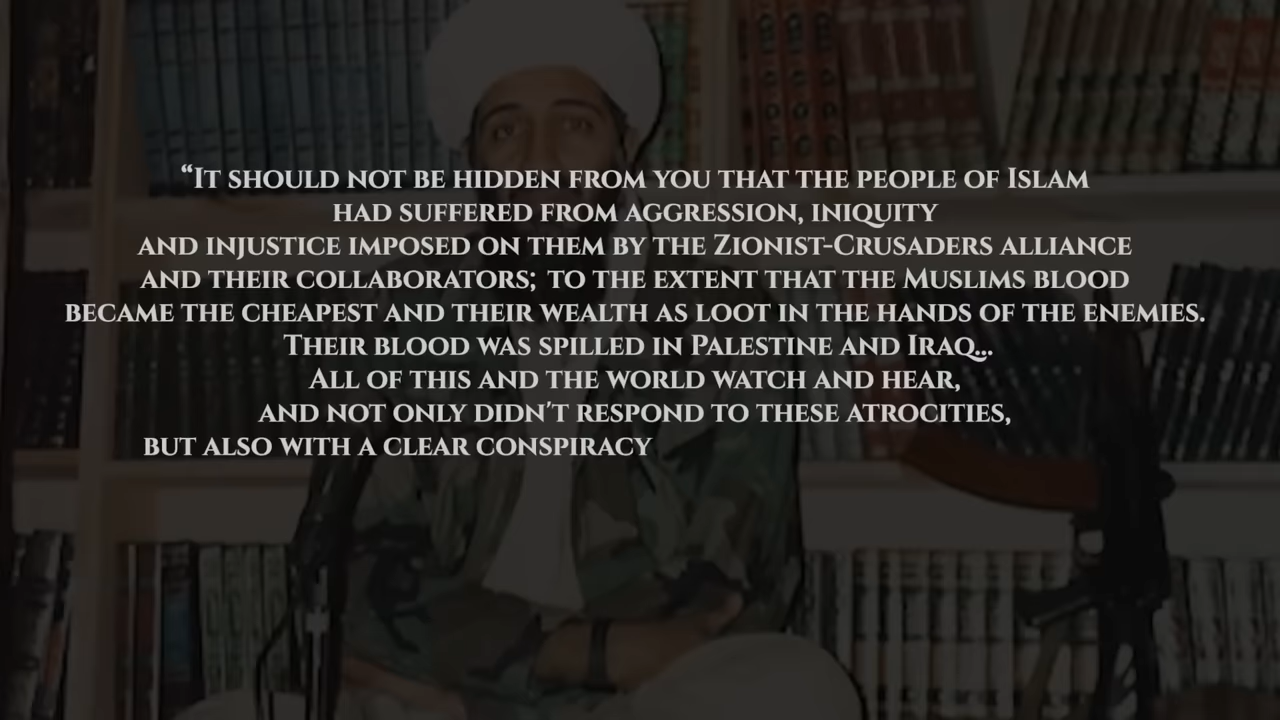 “It should not be hidden from you that the people of Islam
had suffered from aggression, iniquity
and injustice imposed on them by the Zionist-Crusaders alliance
and their collaborators; to the extent that the Muslims blood
became the cheapest and their wealth as loot in the hands of the enemies.
Their blood was spilled in Palestine and Iraq...
All of this and the world watch and hear,
and not only didn't respond to these atrocities,
but also with a clear conspiracy